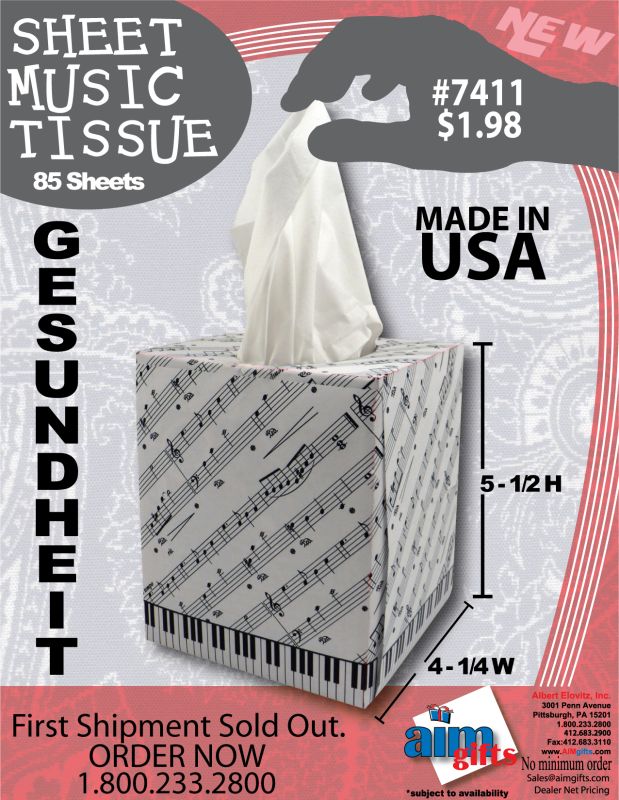 SHEET
MUSIC
TISSUE
85 Sheets
NEW
#7411
$1.98
MADE IN
USA
GESUNDHEIT
5 - 1/2 H
4 - 1/4 W
First Shipment Sold Out.
ORDER NOW
1.800.233.2800
aim
gifts
*subject to availability
Albert Elovitz, Inc.
3001 Penn Avenue
Pittsburgh, PA 15201
1.800.233.2800
412.683.2900
Fax:412.683.3110
www.AIMgifts.com
No minimum order
Sales@aimgifts.com
Dealer Net Pricing